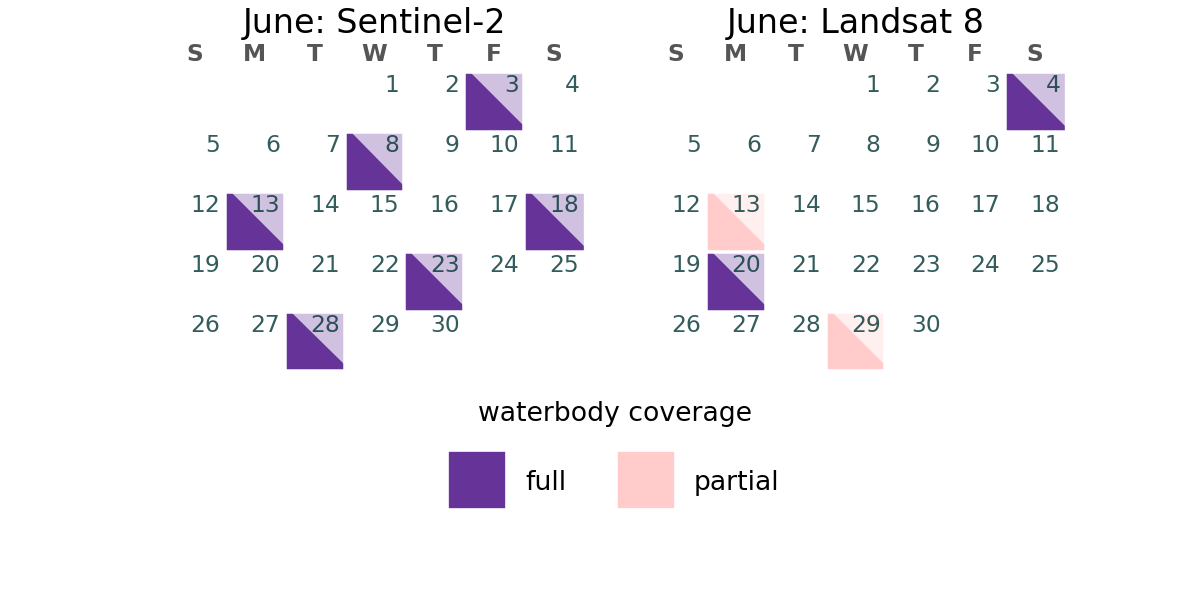 June: Sentinel-2
S M T W T F S
1 2 3 4
5 6 7 8 9 10 11
12 13 14 15 16 17 18
19 20 21 22 23 24 25
26 27 28 29 30
June: Landsat 8
S M T W T F S
1 2 3 4
5 6 7 8 9 10 11
12 13 14 15 16 17 18
19 20 21 22 23 24 25
26 27 28 29 30
waterbody coverage
full partial